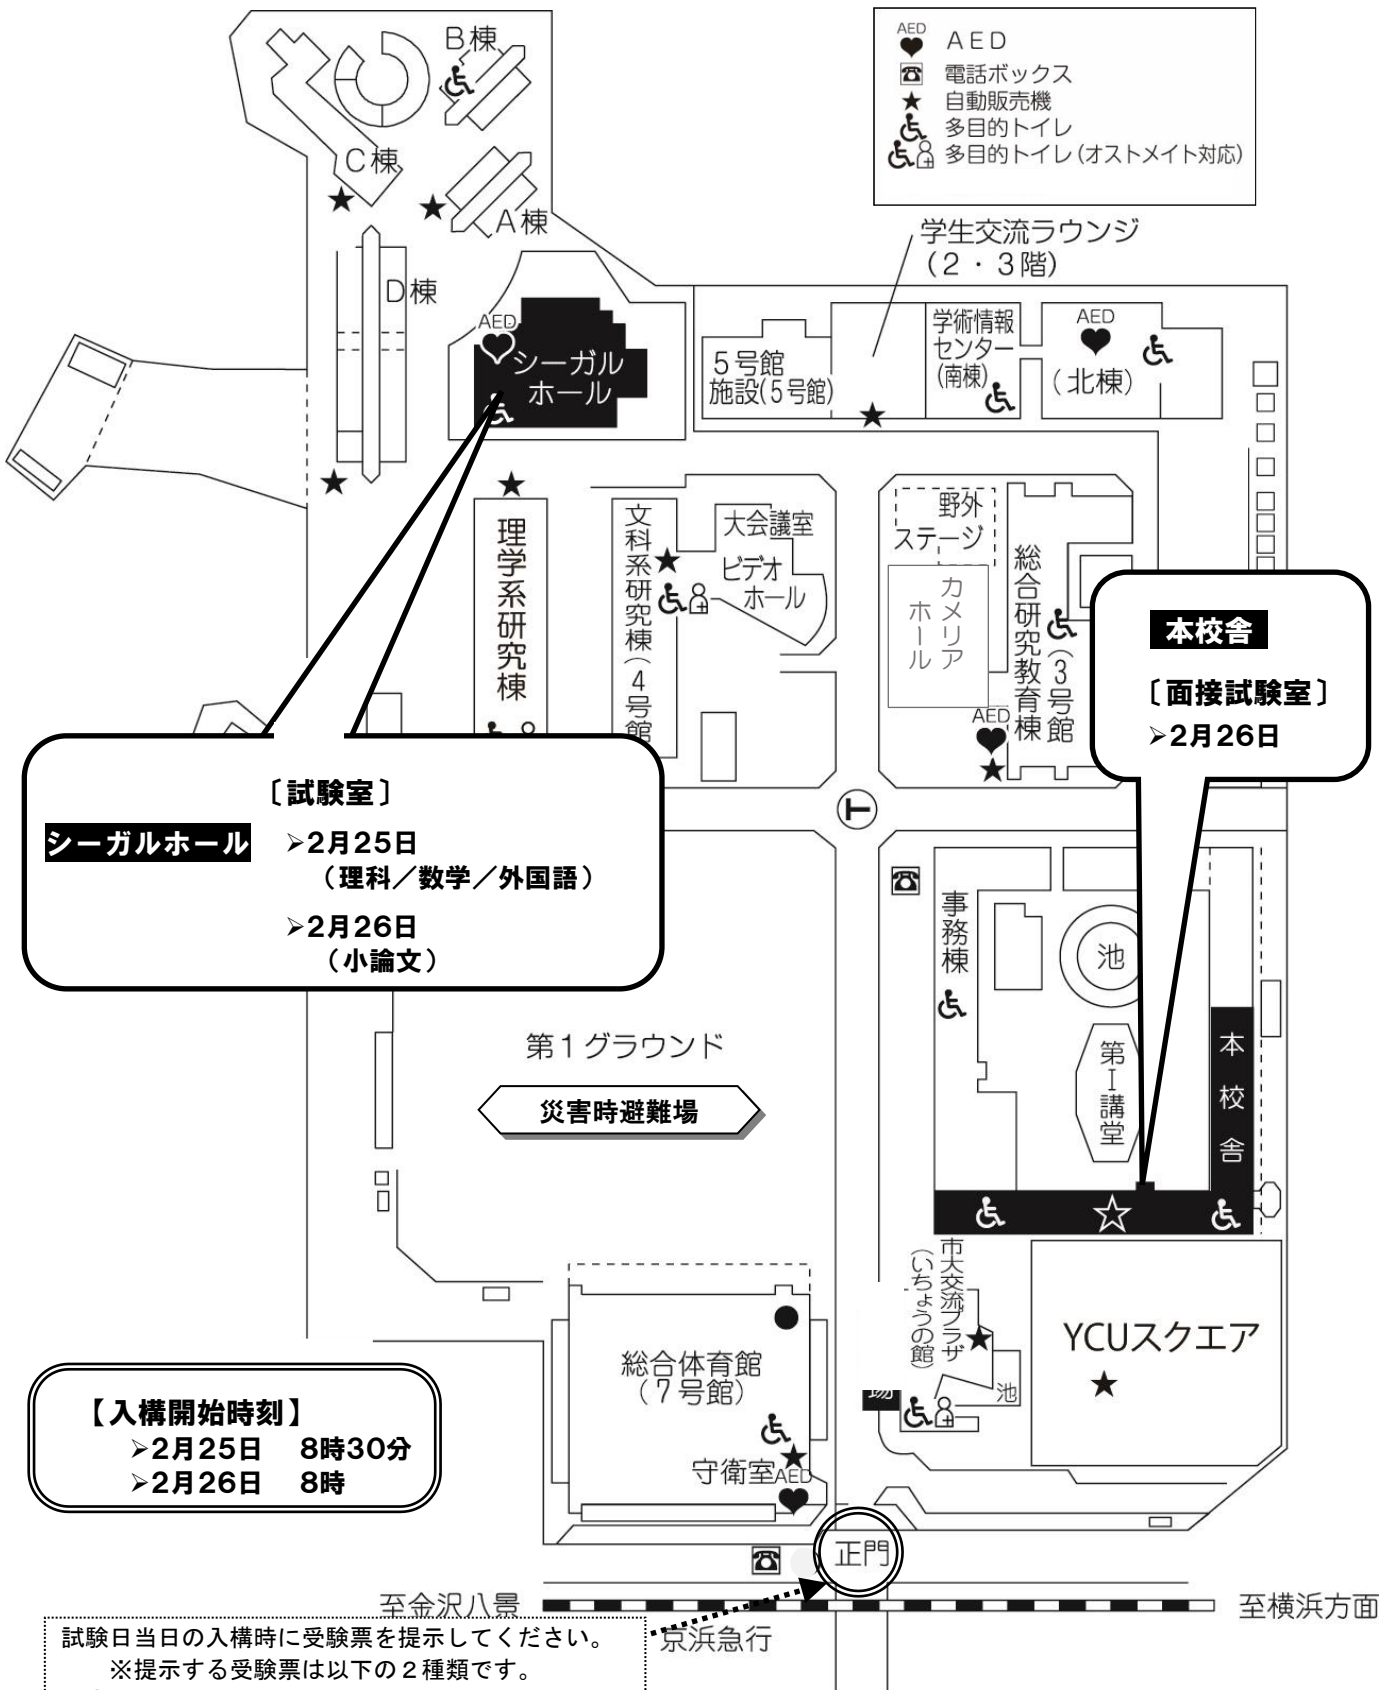 AED
AED
電話ボックス
自動販売機
多目的トイレ
多目的トイレ(オストメイト対応)
B棟
C棟
A棟
D棟
学生交流ラウンジ
(2・3階)
AED
シーガル
ホール
5号館
施設(5号館)
学術情報
センター
(南棟)
AED
(北棟)
理学系研究棟
文科系研究棟(4号館
大会議室
ビデオ
ホール
野外
ステージ
カメリア
ホール
総合研究教育棟
(3号館
AED
本校舎
〔面接試験室〕
➢2月26日
〔試験室〕
シーガルホール
➢2月25日
(理科/数学/外国語)
➢2月26日
(小論文)
T
事務棟
池
第I講堂
本校舎
第1グラウンド
災害時避難場
市大交流プラザ
(いちょうの館)
池
YCUスクエア
総合体育館
(7号館)
守衛室
AED
【入構開始時刻】
➢2月25日 8時30分
➢2月26日 8時
正門
至金沢八景
至横浜方面
京浜急行
試験日当日の入構時に受験票を提示してください。
※提示する受験票は以下の2種類です。